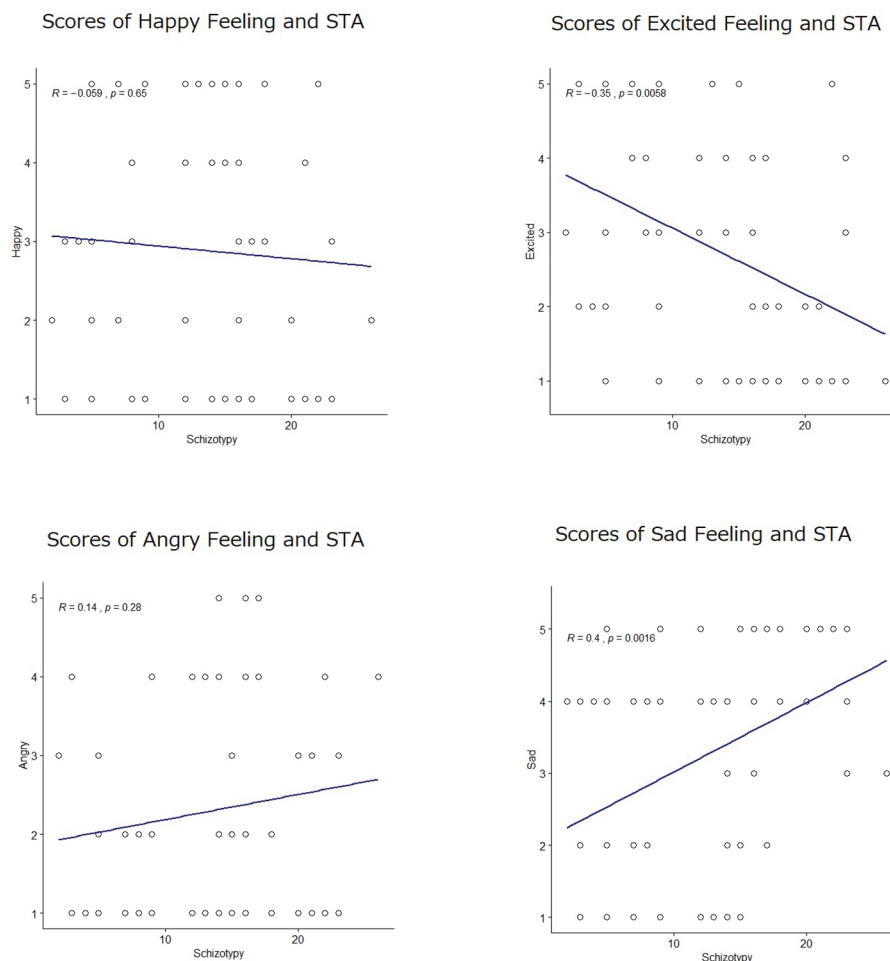 Scores of Happy Feeling and STA
5
R = −0.059 , p = 0.65
4
Happy
3
2
1
10 20
Schizotypy
Scores of Excited Feeling and STA
5
R = −0.35 , p = 0.0058
4
Excited
3
2
1
10 20
Schizotypy
Scores of Angry Feeling and STA
5
R = 0.14 , p = 0.28
4
Angry
3
2
1
10 20
Schizotypy
Scores of Sad Feeling and STA
5
R = 0.4 , p = 0.0016
4
Sad
3
2
1
10 20
Schizotypy